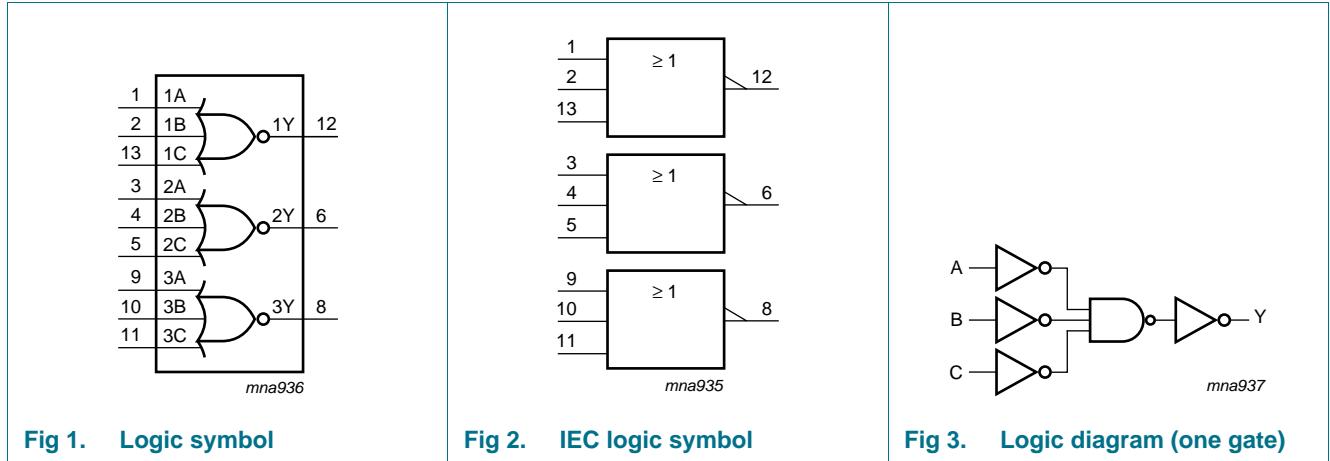 1 1A
2 1B 1Y 12
13 1C
3 2A
4 2B 2Y 6
5 2C
9 3A
10 3B 3Y 8
11 3C
mna936
Fig 1. Logic symbol
1 ≥ 1
2 12
13
3 ≥ 1
4 6
5
9 ≥ 1
10 8
11
mna935
Fig 2. IEC logic symbol
A
B Y
C
mna937
Fig 3. Logic diagram (one gate)